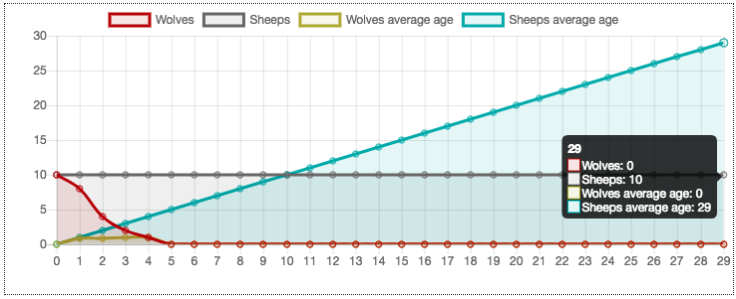 Wolves Sheeps Wolves average age Sheeps average age
30
25
20
15
10
5
0
29
Wolves: 0
Sheeps: 10
Wolves average age: 0
Sheeps average age: 29
0 1 2 3 4 5 6 7 8 9 10 11 12 13 14 15 16 17 18 19 20 21 22 23 24 25 26 27 28 29